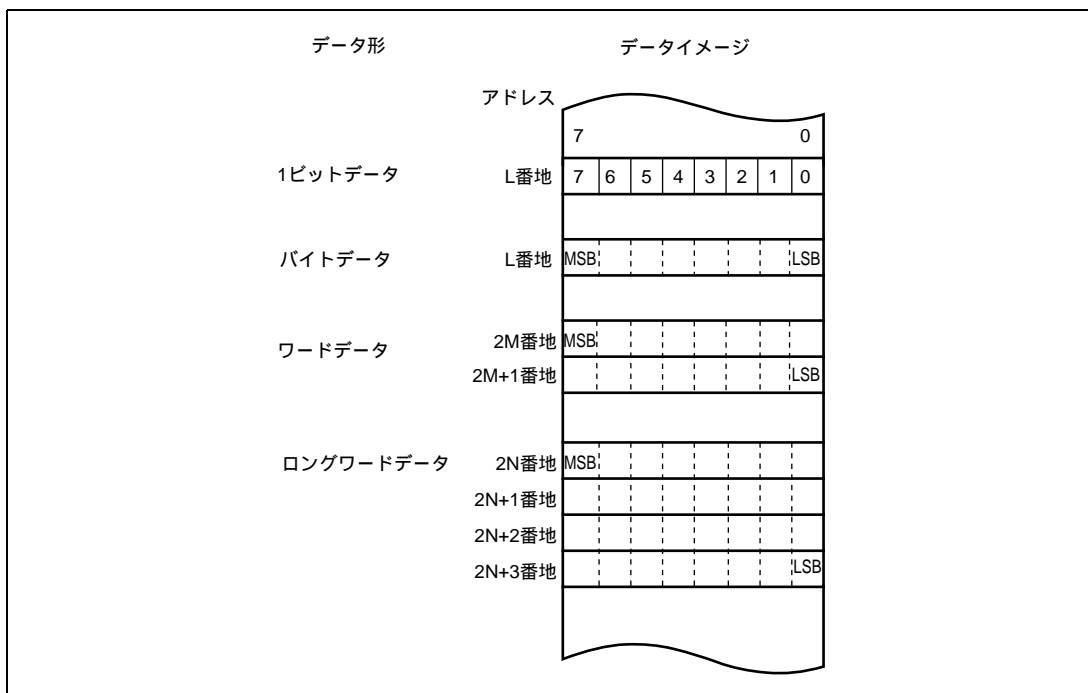 データ形 データイメージ
アドレス
7 0
1ビットデータ L番地 7 6 5 4 3 2 1 0
バイトデータ L番地 MSB LSB
ワードデータ 2M番地 MSB
2M+1番地 LSB
ロングワードデータ 2N番地 MSB
2N+1番地
2N+2番地
2N+3番地 LSB